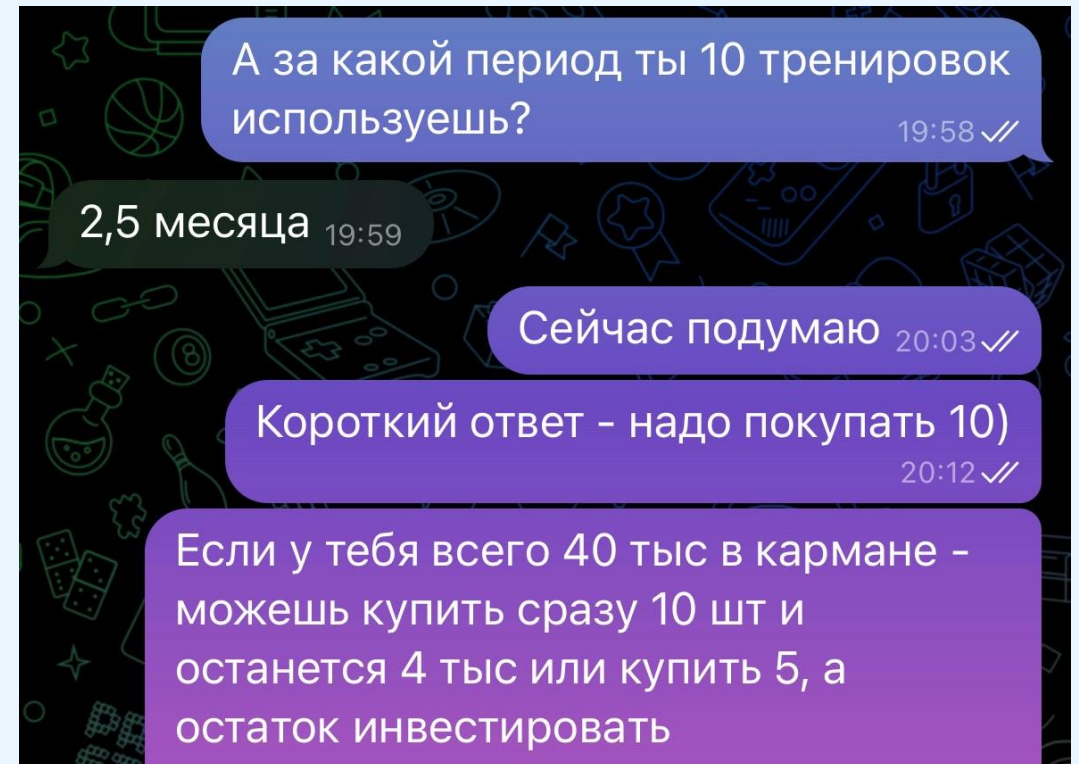 А за какой период ты 10 тренировок
используешь?
19:58
2,5 месяца 19:59
Сейчас подумаю 20:03
Короткий ответ - надо покупать 10)
20:12
Если у тебя всего 40 тыс в кармане -
можешь купить сразу 10 шт и
останется 4 тыс или купить 5, а
остаток инвестировать